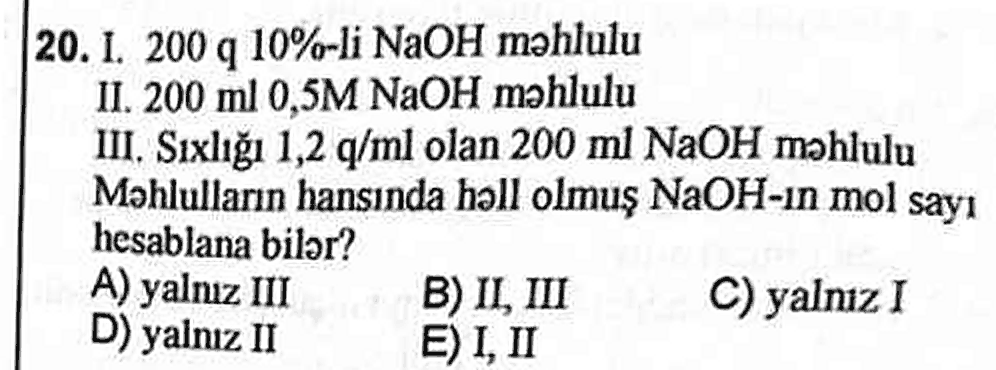 20. I. 200 q 10%-li NaOH məhlulu
II. 200 ml 0,5M NaOH məhlulu
III. Sıxlığı 1,2 q/ml olan 200 ml NaOH məhlulu
Məhlulların hansında həll olmuş NaOH-ın mol sayı
hesablana bilər?
A) yalnız III B) II, III C) yalnız I
D) yalnız II E) I, II